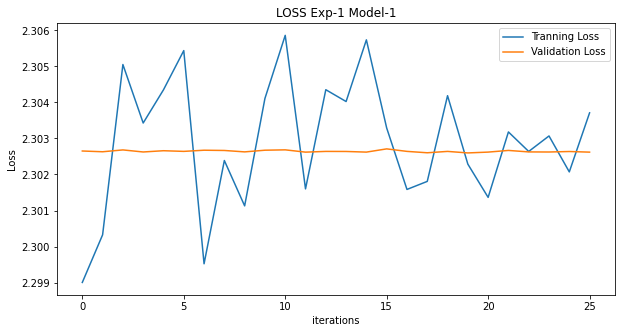 LOSS Exp-1 Model-1
Tranning Loss
Validation Loss
2.306
2.305
2.304
2.303
2.302
2.301
2.300
2.299
Loss
0 5 10 15 20 25
iterations